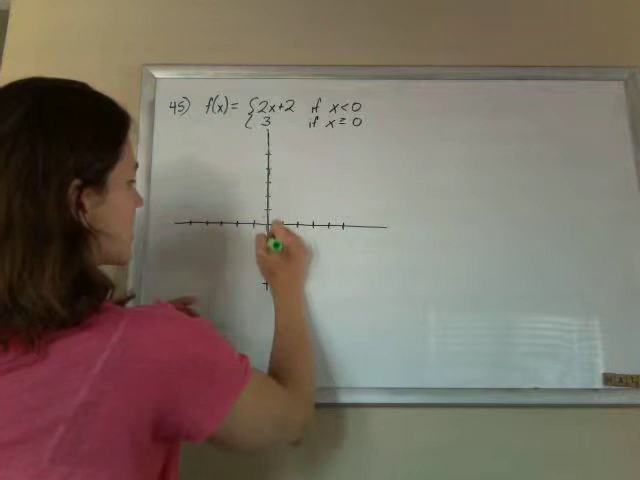 45) f(x)= { 2x+2 if x<0
3 if x≥0